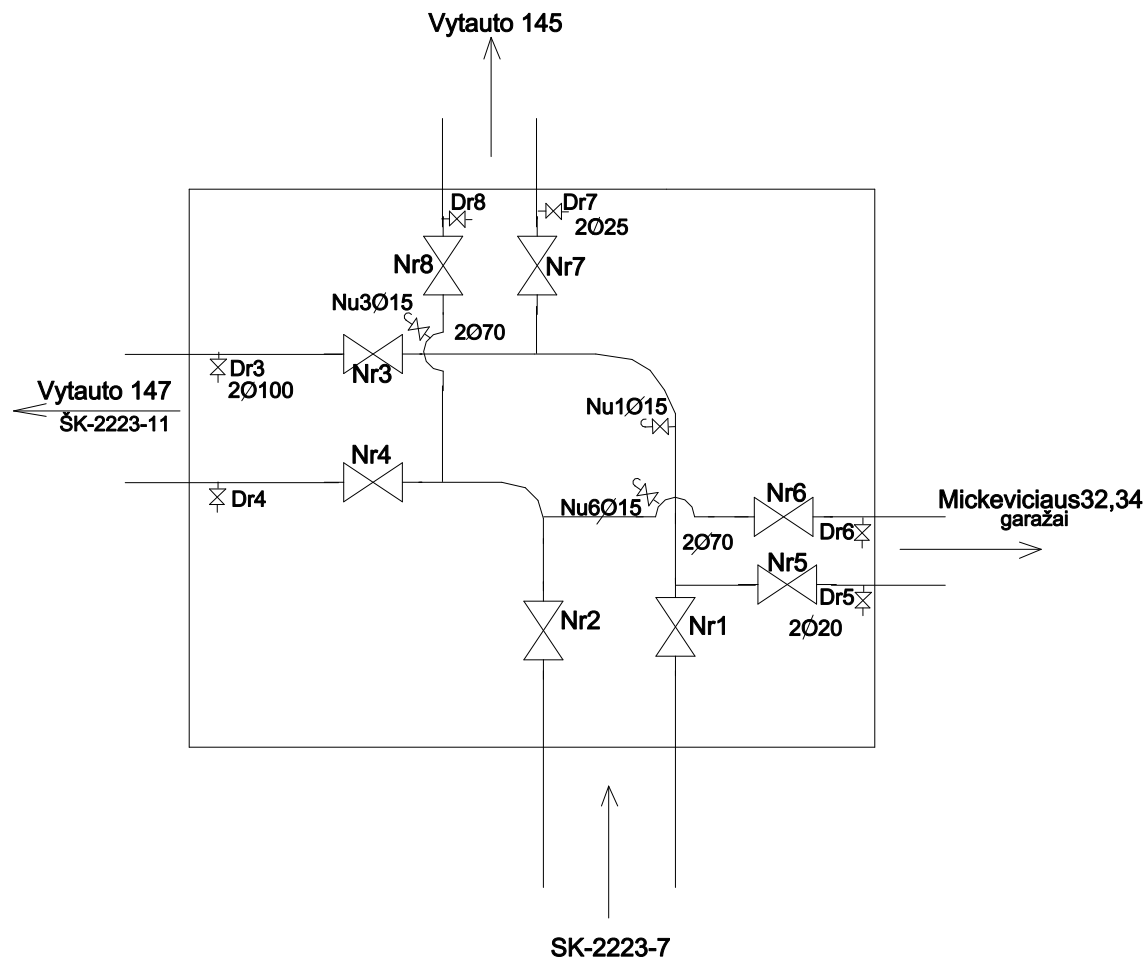 Vytauto 145
Dr8
Dr7
2Ø25
Nr8
Nr7
Nu3Ø15
2Ø70
Dr3
Nr3
2Ø100
Vytauto 147
ŠK-2223-11
Nu1Ø15
Nr4
Dr4
Nu6Ø15
Nr6
Mickeviciaus32,34
garažai
Dr6
2Ø70
Nr5
Dr5
Nr2
Nr1
2Ø20
SK-2223-7